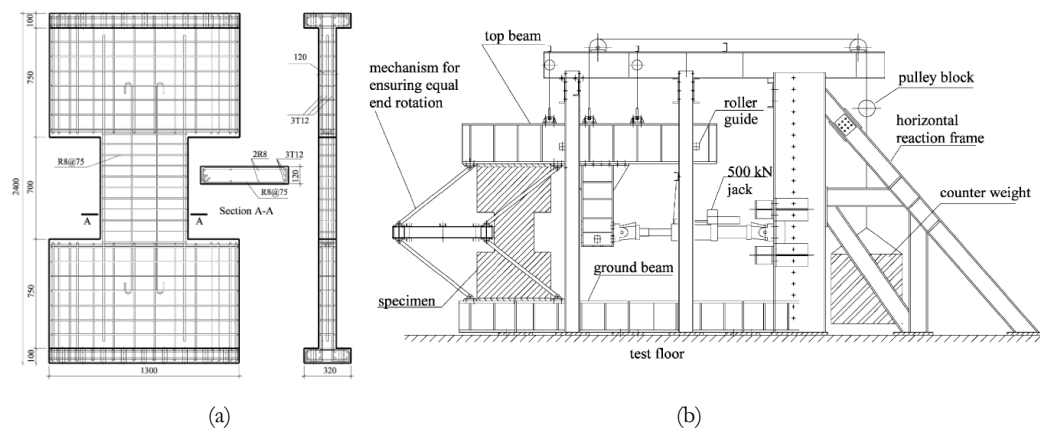 100
750
2400
700
750
100
R8@75
A
A
2R8
3T12
120
R8@75
Section A-A
1300
120
3T12
320
(a)
top beam
mechanism for
ensuring equal
end rotation
roller
guide
500 kN
jack
pulley block
horizontal
reaction frame
counter weight
specimen
ground beam
test floor
(b)